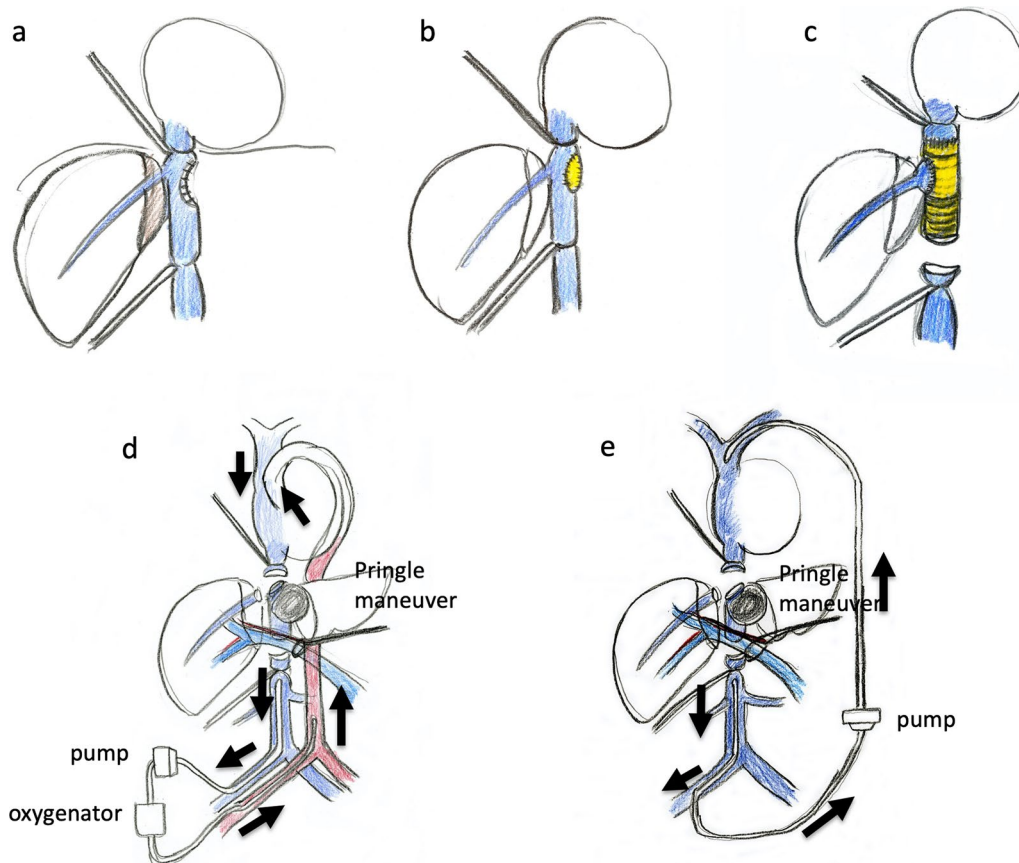 a
b
c
d
e
Pringle
maneuver
pump
oxygenator
Pringle
maneuver
pump